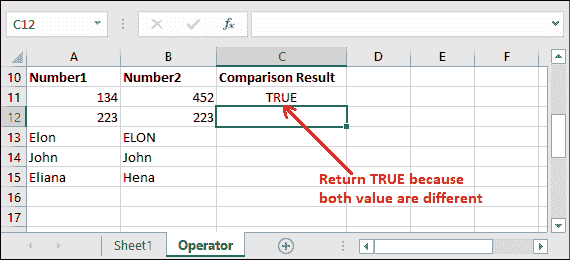 C12
fx
A B C D E F
10 Number1 Number2 Comparison Result
11 134 452 TRUE
12 223 223
13 Elon ELON
14 John John
15 Eliana Hena
16
17
Return TRUE because
both value are different
Sheet1 Operator